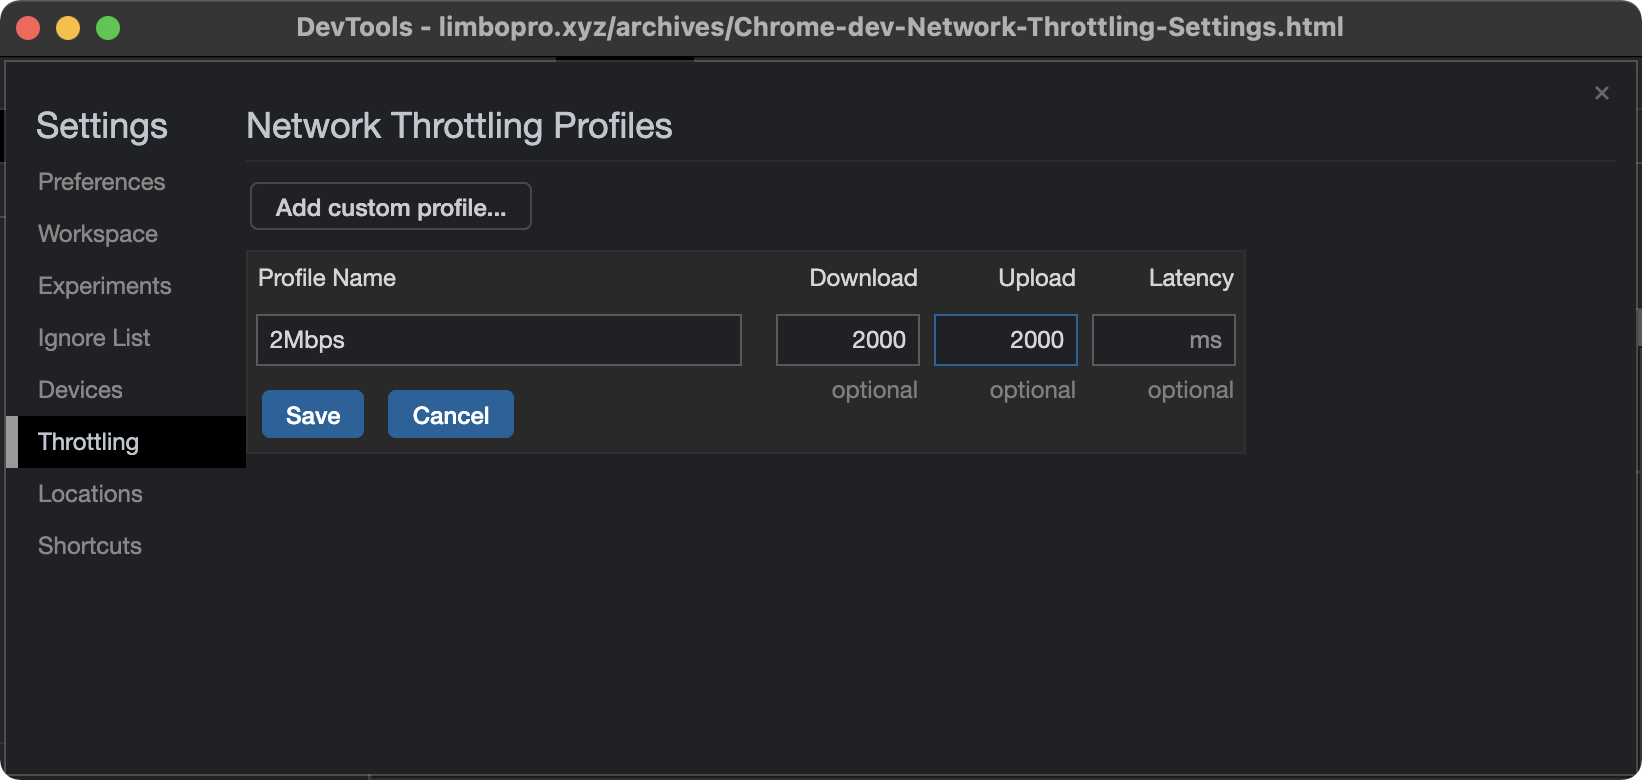 DevTools - limbopro.xyz/archives/Chrome-dev-Network-Throttling-Settings.html
Settings
Preferences
Workspace
Experiments
Ignore List
Devices
Throttling
Locations
Shortcuts
Network Throttling Profiles
Add custom profile...
Profile Name Download Upload Latency
2Mbps 2000 2000 ms
optional optional optional
Save Cancel